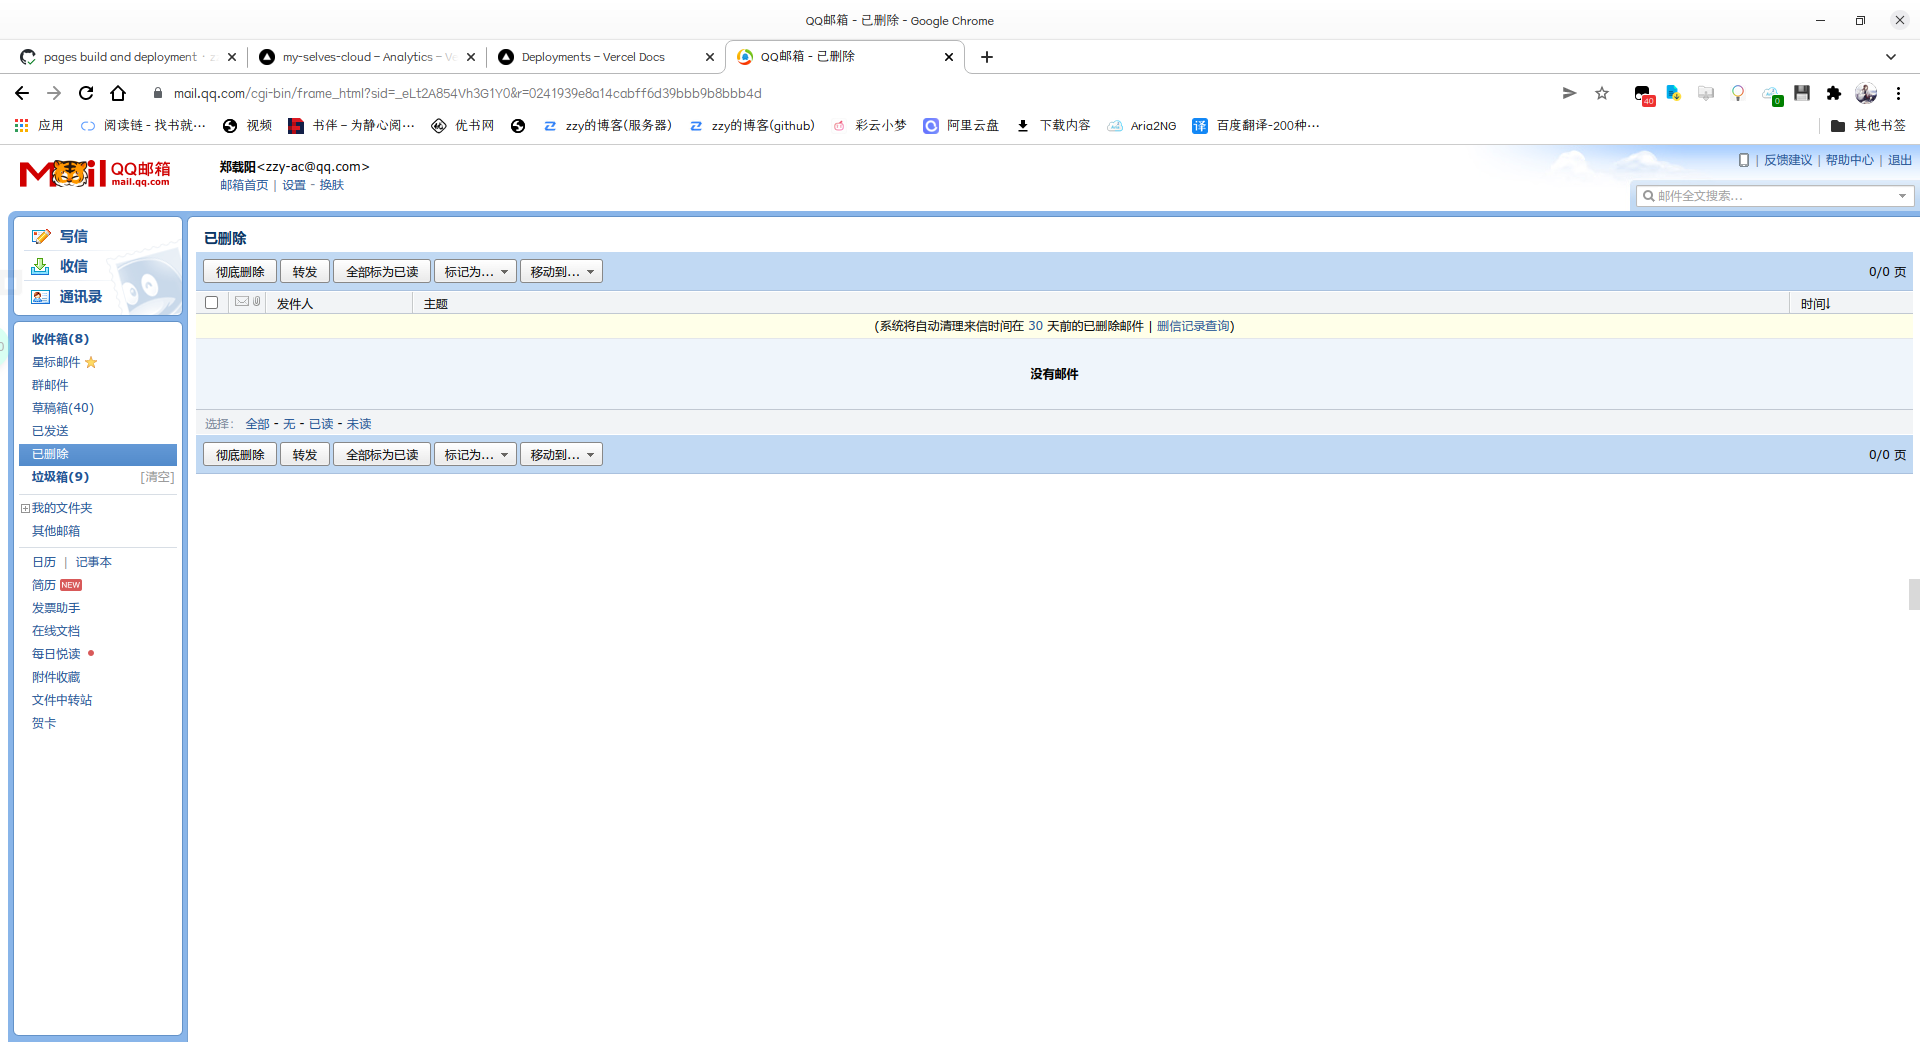 QQ邮箱 - 已删除 - Google Chrome
pages build and deployment · z
my-selves-cloud – Analytics – Ve
Deployments – Vercel Docs
QQ邮箱 - 已删除
mail.qq.com/cgi-bin/frame_html?sid=_eLt2A854Vh3G1Y0&r=0241939e8a14cabff6d39bbb9b8bbb4d
40
0
应用 阅读链 - 找书就… 视频 书伴 – 为静心阅… 优书网 zzy的博客(服务器) zzy的博客(github) 彩云小梦 阿里云盘 下载内容 Aria2NG 译 百度翻译-200种… 其他书签
Mail QQ邮箱
mail.qq.com
郑载阳<zzy-ac@qq.com>
邮箱首页 | 设置 - 换肤
| 反馈建议 | 帮助中心 | 退出
邮件全文搜索...
写信
收信
通讯录
收件箱(8)
星标邮件
群邮件
草稿箱(40)
已发送
已删除
垃圾箱(9) [清空]
我的文件夹
其他邮箱
日历 | 记事本
简历 NEW
发票助手
在线文档
每日悦读
附件收藏
文件中转站
贺卡
已删除
彻底删除 转发 全部标为已读 标记为... 移动到... 0/0 页
发件人 主题 时间↓
(系统将自动清理来信时间在 30 天前的已删除邮件 | 删信记录查询)
没有邮件
选择： 全部 - 无 - 已读 - 未读
彻底删除 转发 全部标为已读 标记为... 移动到... 0/0 页